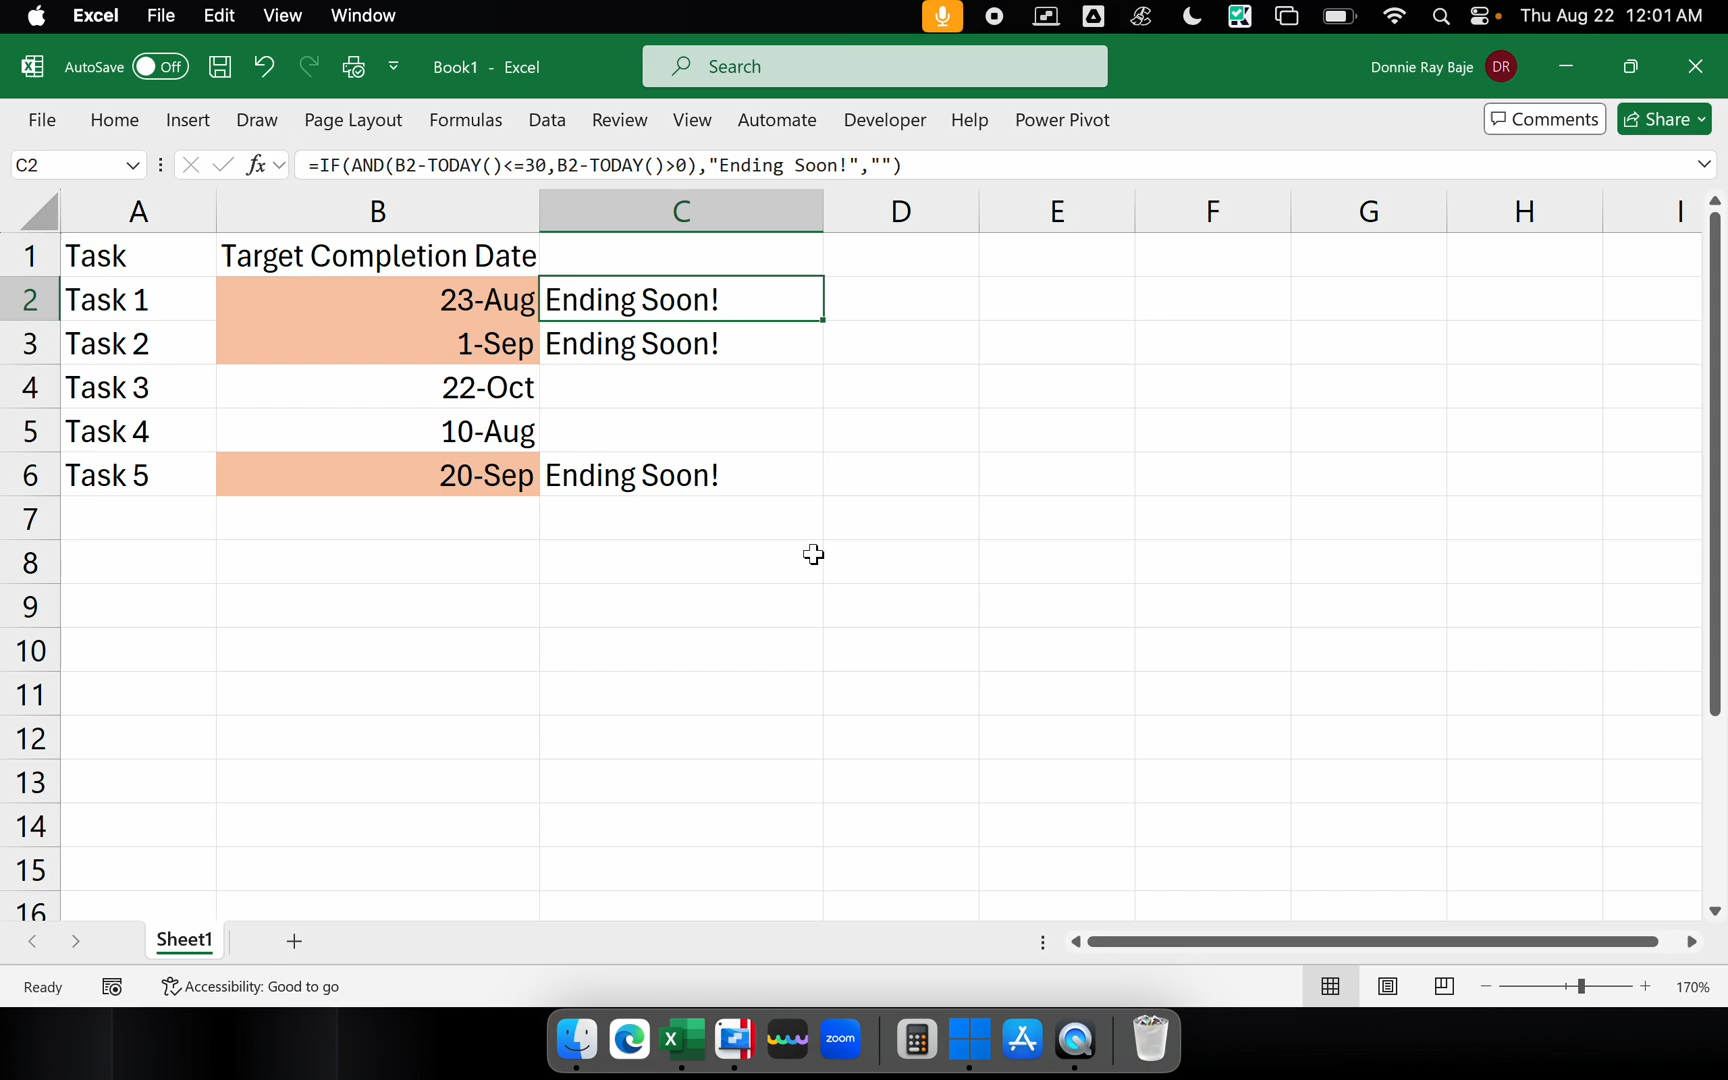 Excel File Edit View Window Thu Aug 22 12:01 AM
AutoSave Off Book1 - Excel Search Donnie Ray Baje DR
File Home Insert Draw Page Layout Formulas Data Review View Automate Developer Help Power Pivot Comments Share
C2 fx =IF(AND(B2-TODAY()<=30,B2-TODAY()>0),"Ending Soon!","")
A B C D E F G H I
1 Task Target Completion Date
2 Task 1 23-Aug Ending Soon!
3 Task 2 1-Sep Ending Soon!
4 Task 3 22-Oct
5 Task 4 10-Aug
6 Task 5 20-Sep Ending Soon!
7
8
9
10
11
12
13
14
15
16
Sheet1
Ready Accessibility: Good to go 170%
zoom